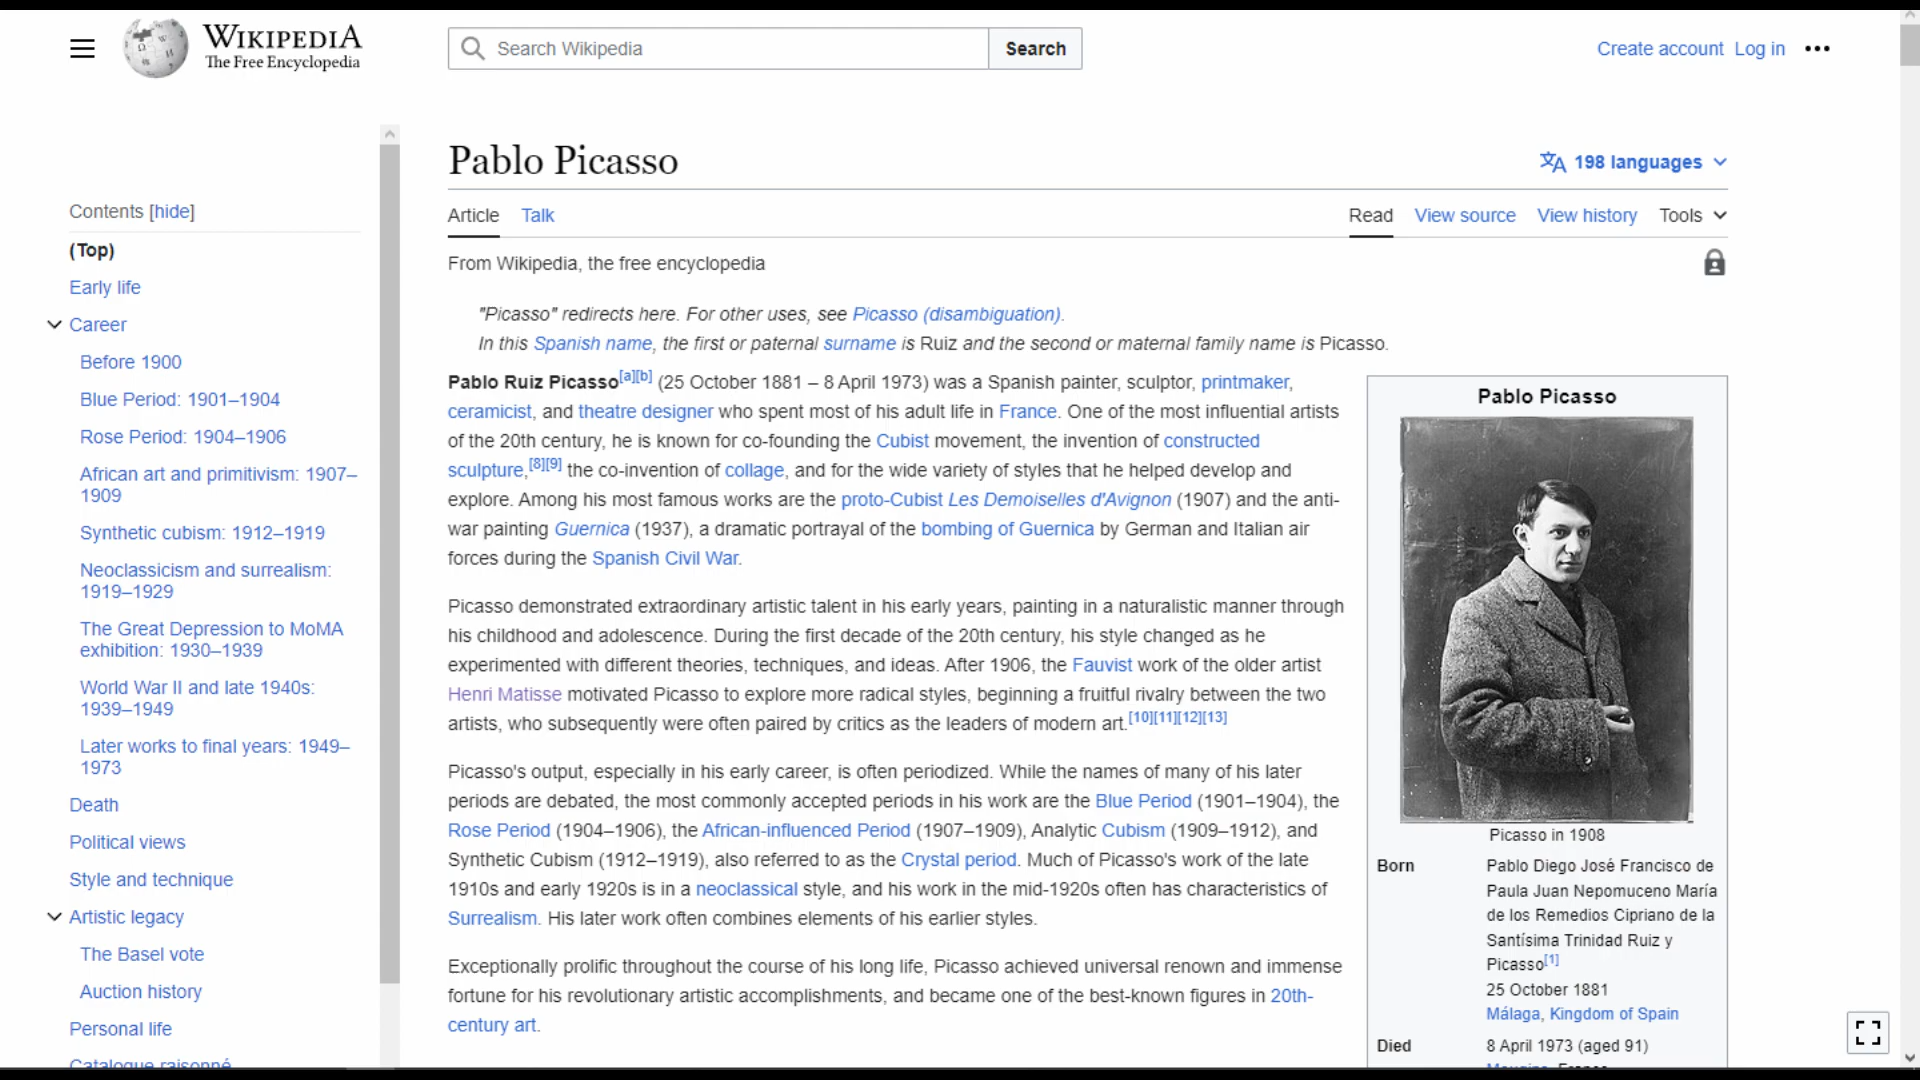 WIKIPEDIA
The Free Encyclopedia
Search Wikipedia
Search
Create account Log in
Contents [hide]
(Top)
Early life
Career
Before 1900
Blue Period: 1901–1904
Rose Period: 1904–1906
African art and primitivism: 1907–
1909
Synthetic cubism: 1912–1919
Neoclassicism and surrealism:
1919–1929
The Great Depression to MoMA
exhibition: 1930–1939
World War II and late 1940s:
1939–1949
Later works to final years: 1949–
1973
Death
Political views
Style and technique
Artistic legacy
The Basel vote
Auction history
Personal life
Catalogue raisonné
Pablo Picasso
198 languages
Article Talk
Read View source View history Tools
From Wikipedia, the free encyclopedia
"Picasso" redirects here. For other uses, see Picasso (disambiguation).
In this Spanish name, the first or paternal surname is Ruiz and the second or maternal family name is Picasso.
Pablo Ruiz Picasso[a][b] (25 October 1881 – 8 April 1973) was a Spanish painter, sculptor, printmaker,
ceramicist, and theatre designer who spent most of his adult life in France. One of the most influential artists
of the 20th century, he is known for co-founding the Cubist movement, the invention of constructed
sculpture,[8][9] the co-invention of collage, and for the wide variety of styles that he helped develop and
explore. Among his most famous works are the proto-Cubist Les Demoiselles d'Avignon (1907) and the anti-
war painting Guernica (1937), a dramatic portrayal of the bombing of Guernica by German and Italian air
forces during the Spanish Civil War.
Picasso demonstrated extraordinary artistic talent in his early years, painting in a naturalistic manner through
his childhood and adolescence. During the first decade of the 20th century, his style changed as he
experimented with different theories, techniques, and ideas. After 1906, the Fauvist work of the older artist
Henri Matisse motivated Picasso to explore more radical styles, beginning a fruitful rivalry between the two
artists, who subsequently were often paired by critics as the leaders of modern art.[10][11][12][13]
Picasso's output, especially in his early career, is often periodized. While the names of many of his later
periods are debated, the most commonly accepted periods in his work are the Blue Period (1901–1904), the
Rose Period (1904–1906), the African-influenced Period (1907–1909), Analytic Cubism (1909–1912), and
Synthetic Cubism (1912–1919), also referred to as the Crystal period. Much of Picasso's work of the late
1910s and early 1920s is in a neoclassical style, and his work in the mid-1920s often has characteristics of
Surrealism. His later work often combines elements of his earlier styles.
Exceptionally prolific throughout the course of his long life, Picasso achieved universal renown and immense
fortune for his revolutionary artistic accomplishments, and became one of the best-known figures in 20th-
century art.
Pablo Picasso
Picasso in 1908
Born
Pablo Diego José Francisco de
Paula Juan Nepomuceno María
de los Remedios Cipriano de la
Santísima Trinidad Ruiz y
Picasso[1]
25 October 1881
Málaga, Kingdom of Spain
Died
8 April 1973 (aged 91)
Mougins, France